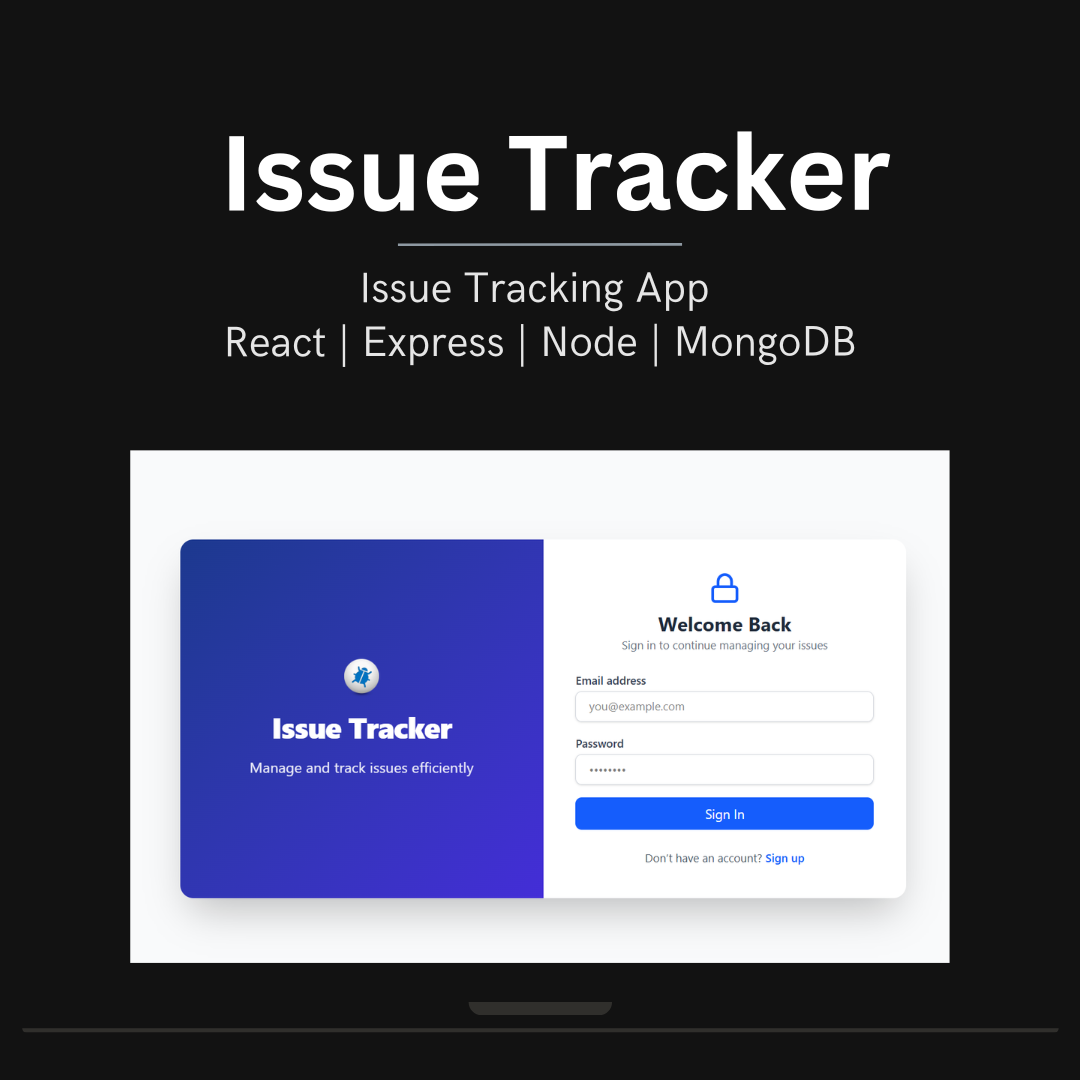 Issue Tracker
Issue Tracking App
React | Express | Node | MongoDB
Issue Tracker
Manage and track issues efficiently
Welcome Back
Sign in to continue managing your issues
Email address
you@example.com
Password
••••••••
Sign In
Don't have an account? Sign up